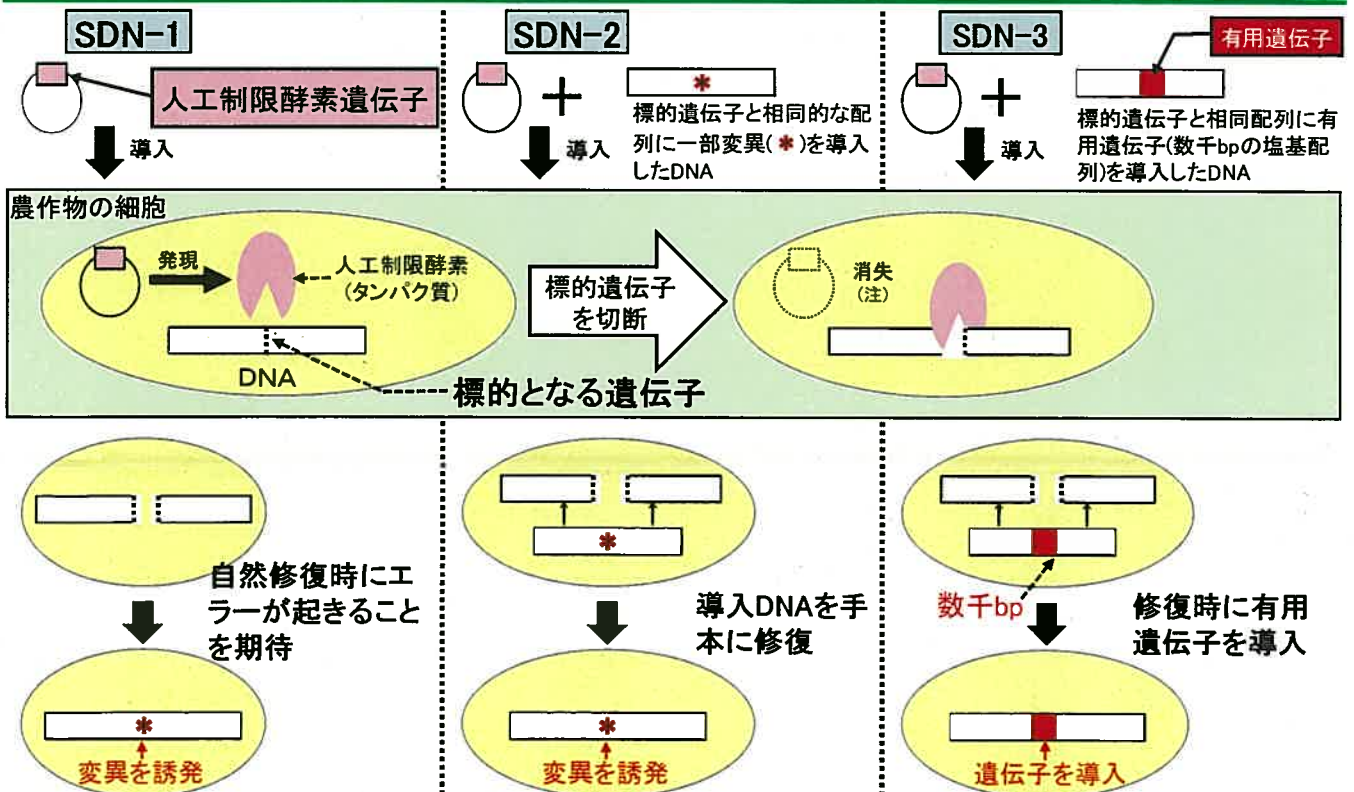 SDN-1
人工制限酵素遺伝子
導入
SDN-2
+
*
標的遺伝子と相同的な配
列に一部変異(*)を導入
したDNA
導入
SDN-3
有用遺伝子
+
標的遺伝子と相同配列に有
用遺伝子(数千bpの塩基配
列)を導入したDNA
導入
農作物の細胞
発現
人工制限酵素
(タンパク質)
DNA
標的となる遺伝子
標的遺伝子
を切断
消失
(注)
自然修復時にエ
ラーが起きること
を期待
*
変異を誘発
*
導入DNAを手
本に修復
*
変異を誘発
数千bp
修復時に有用
遺伝子を導入
遺伝子を導入